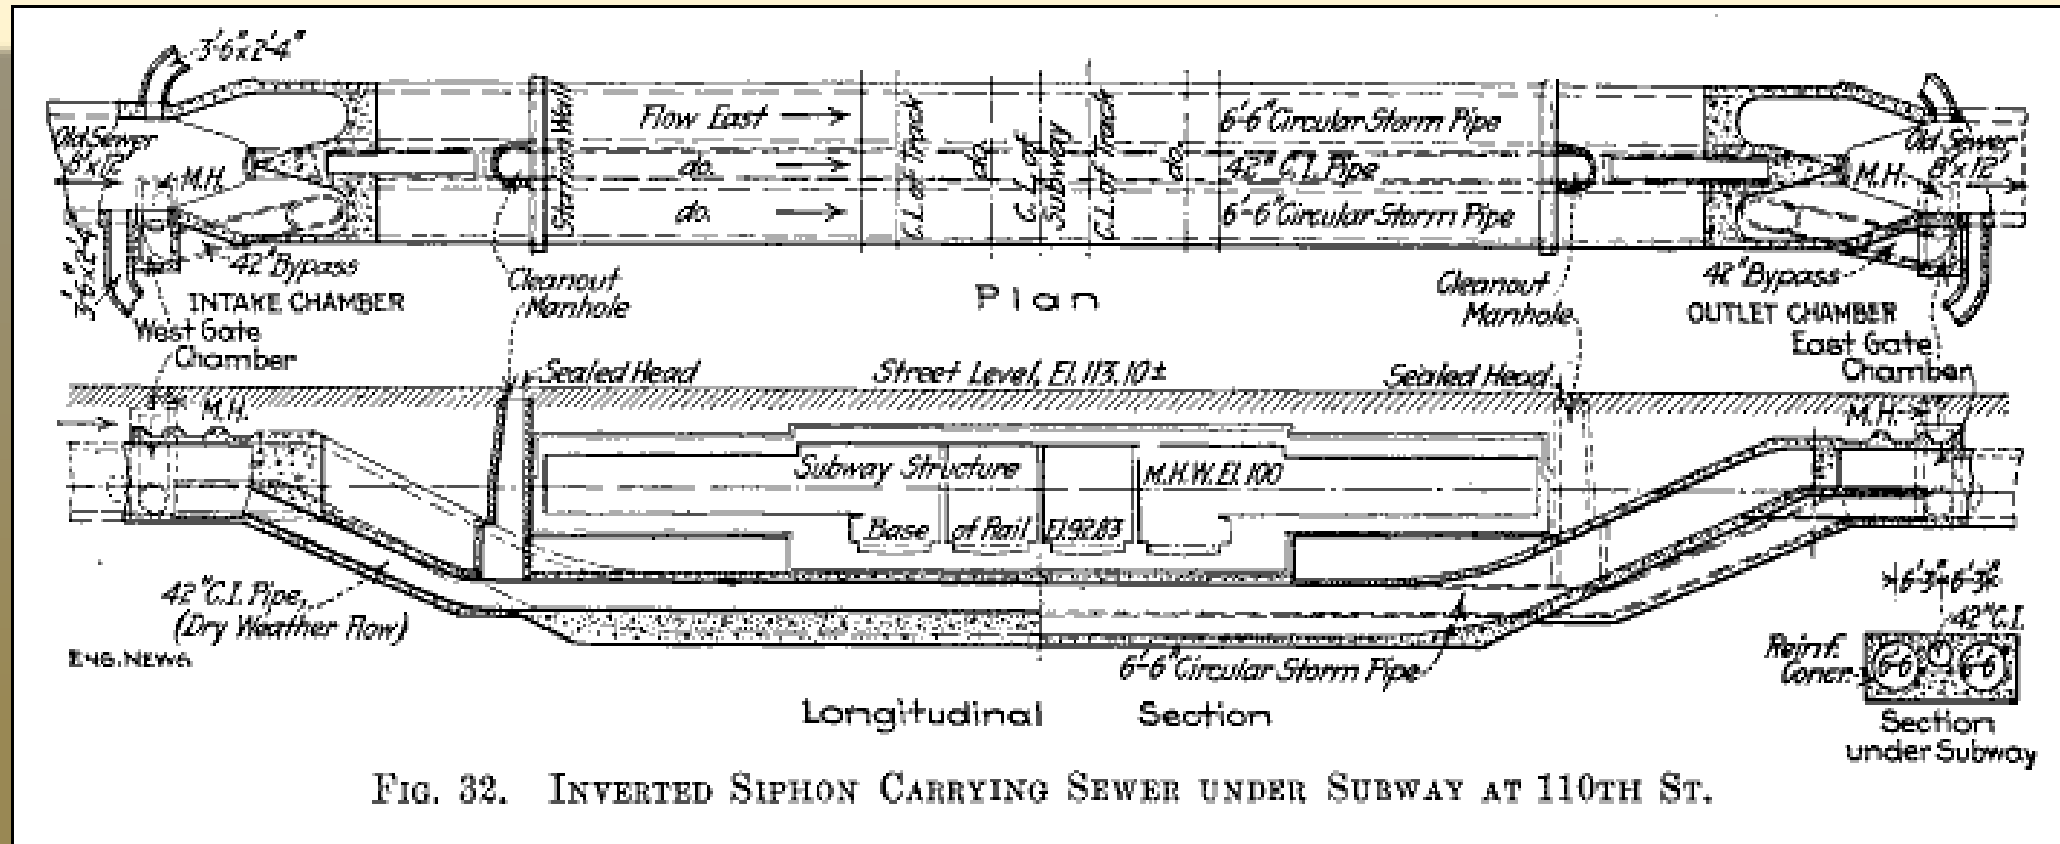 3'-6"x2'-4"
Old Sewer
8'x12'
M.H.
3'-6"x2'-4"
42" Bypass
INTAKE CHAMBER
West Gate
Chamber
Cleanout
Manhole
Station Wall
Flow East
do.
do.
C.L. of Track
do.
C.L. of
Subway
C.L. of Track
do.
6'-6" Circular Storm Pipe
42" C.I. Pipe
6'-6" Circular Storm Pipe
Plan
Cleanout
Manhole
Old Sewer
8'x12'
M.H.
42" Bypass
OUTLET CHAMBER
East Gate
Chamber
M.H.
Sealed Head
Street Level, El. 113.10±
Sealed Head
M.H.
Subway Structure
M.H.W. El. 100
Base of Rail El. 92.83
42" C.I. Pipe,
(Dry Weather Flow)
6'-6" Circular Storm Pipe
ENG. NEWS
Longitudinal Section
6'-3" 6'-3"
42" C.I.
Reinf.
Concr.
6-6 6-6
Section
under Subway
FIG. 32. INVERTED SIPHON CARRYING SEWER UNDER SUBWAY AT 110TH ST.